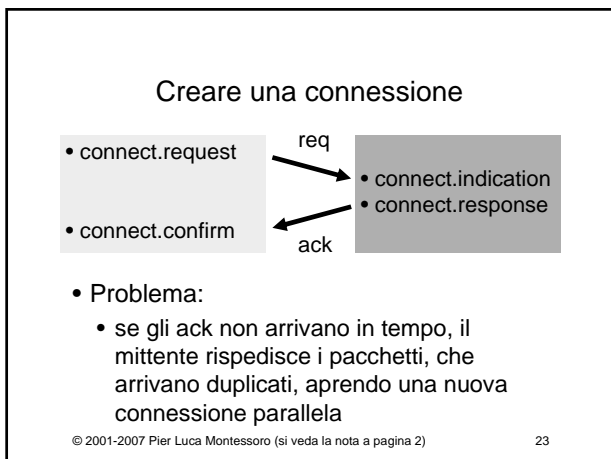 Creare una connessione
req
• connect.request
• connect.indication
• connect.response
• connect.confirm
ack
• Problema:
• se gli ack non arrivano in tempo, il
mittente rispedisce i pacchetti, che
arrivano duplicati, aprendo una nuova
connessione parallela
© 2001-2007 Pier Luca Montessoro (si veda la nota a pagina 2) 23